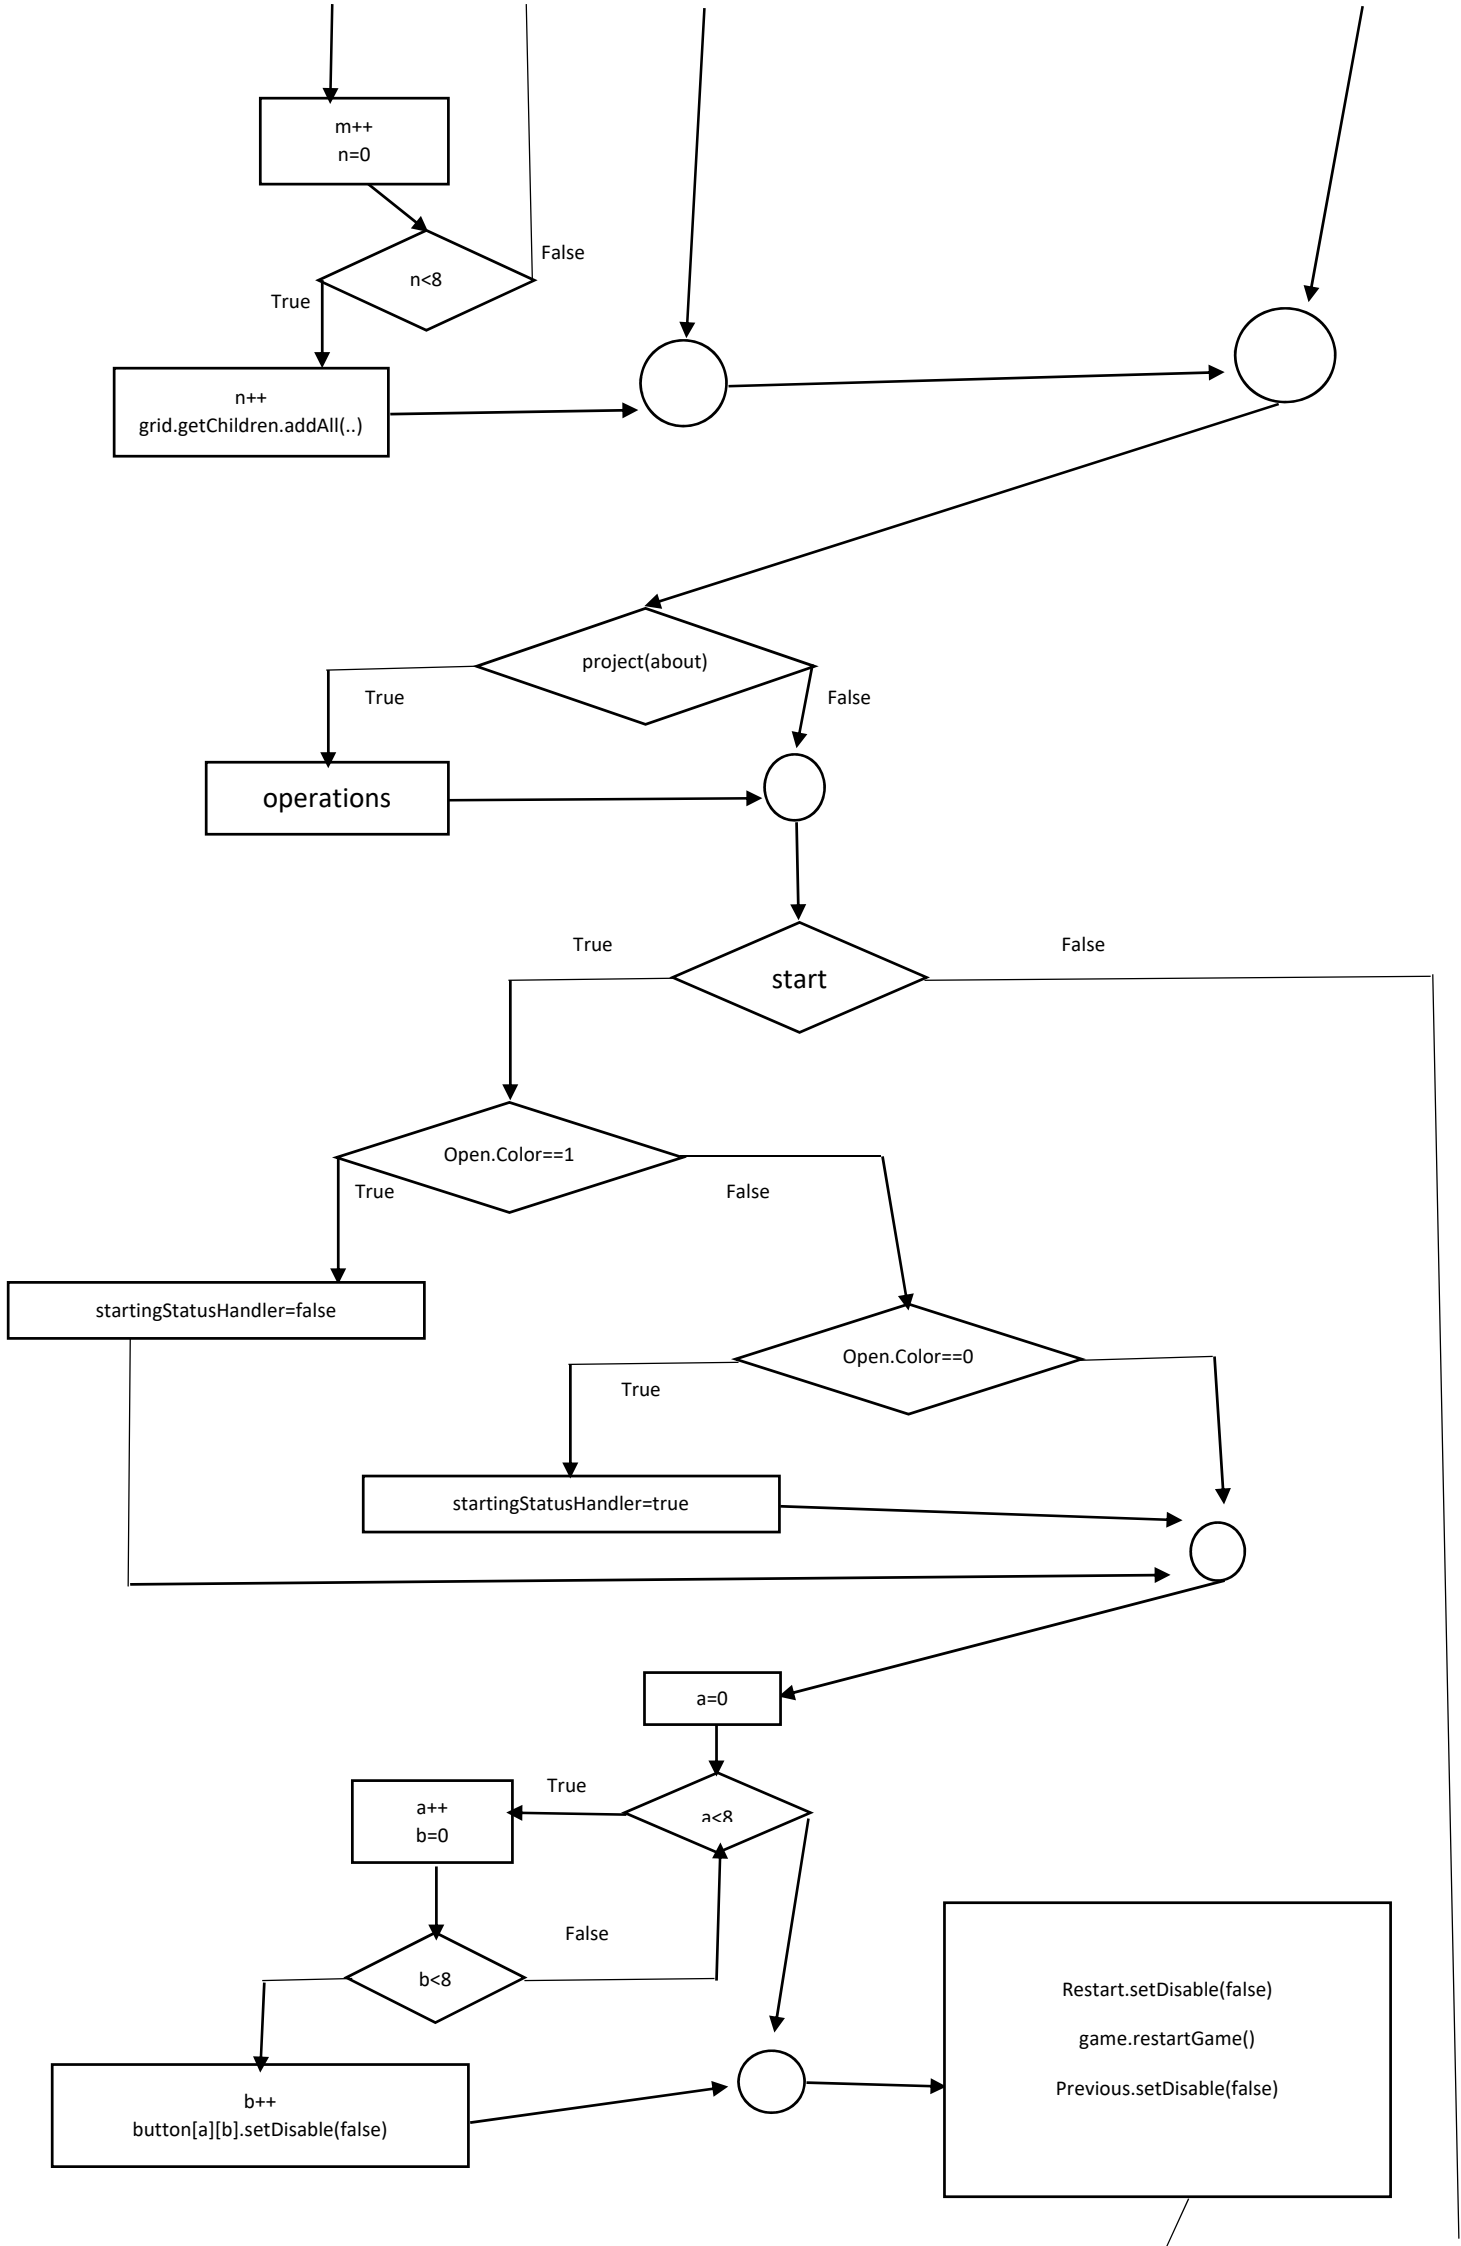 m++
n=0
False
n<8
True
n++
grid.getChildren.addAll(..)
project(about)
True
False
operations
True
False
start
Open.Color==1
True
False
startingStatusHandler=false
Open.Color==0
True
startingStatusHandler=true
a=0
True
a++
b=0
a<8
False
b<8
Restart.setDisable(false)
game.restartGame()
Previous.setDisable(false)
b++
button[a][b].setDisable(false)